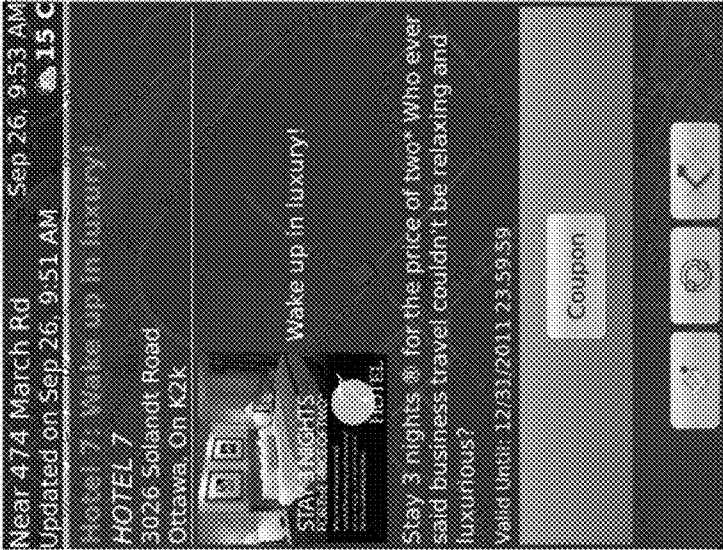 Near 474 March Rd Sep 26, 9:53 AM
Updated on Sep 26, 9:51 AM 15 C
Hotel 7: Wake up in luxury!
HOTEL 7
3026 Solandt Road
Ottawa, On K2k
Wake up in luxury!
STAY 3 NIGHTS
HOTEL
Stay 3 nights @ for the price of two* Who ever
said business travel couldn't be relaxing and
luxurious?
Valid Until: 12/31/2011 23.59.59
Coupon